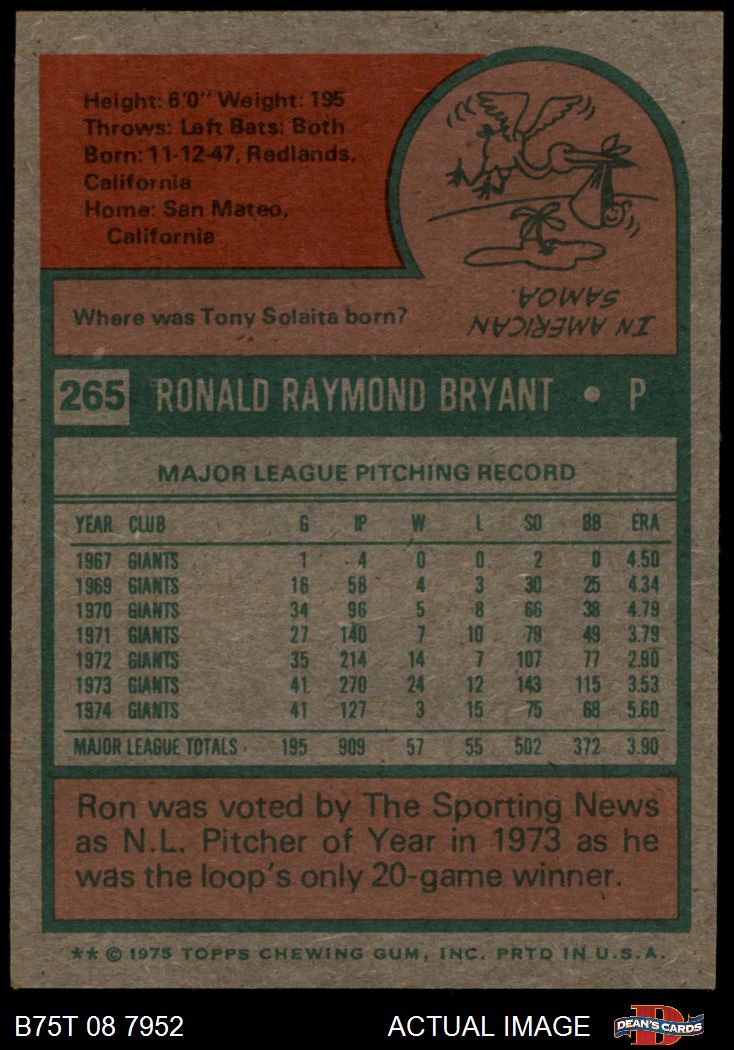 Height: 6'0" Weight: 195
Throws: Left Bats: Both
Born: 11-12-47, Redlands,
California
Home: San Mateo,
California
Where was Tony Solaita born?
IN AMERICAN
SAMOA.
265 RONALD RAYMOND BRYANT • P
MAJOR LEAGUE PITCHING RECORD
YEAR CLUB G IP W L SO BB ERA
1967 GIANTS 1 4 0 0 2 0 4.50
1969 GIANTS 16 58 4 3 30 25 4.34
1970 GIANTS 34 96 5 8 66 38 4.79
1971 GIANTS 27 140 7 10 79 49 3.79
1972 GIANTS 35 214 14 7 107 77 2.90
1973 GIANTS 41 270 24 12 143 115 3.53
1974 GIANTS 41 127 3 15 75 68 5.60
MAJOR LEAGUE TOTALS 195 909 57 55 502 372 3.90
Ron was voted by The Sporting News
as N.L. Pitcher of Year in 1973 as he
was the loop's only 20-game winner.
** © 1975 TOPPS CHEWING GUM, INC. PRTD IN U.S.A.
B75T 08 7952 ACTUAL IMAGE D DEAN'S CARDS